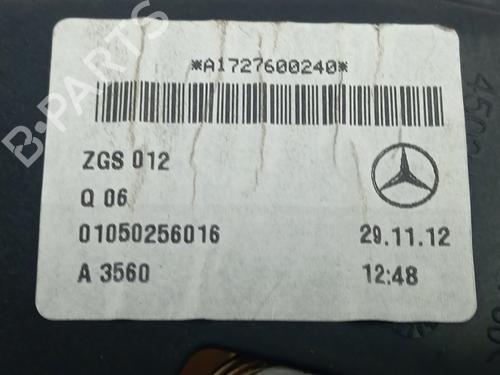 *A1727600240*
ZGS 012
Q 06
01050256016
29.11.12
A 3560
12:48
B-PARTS